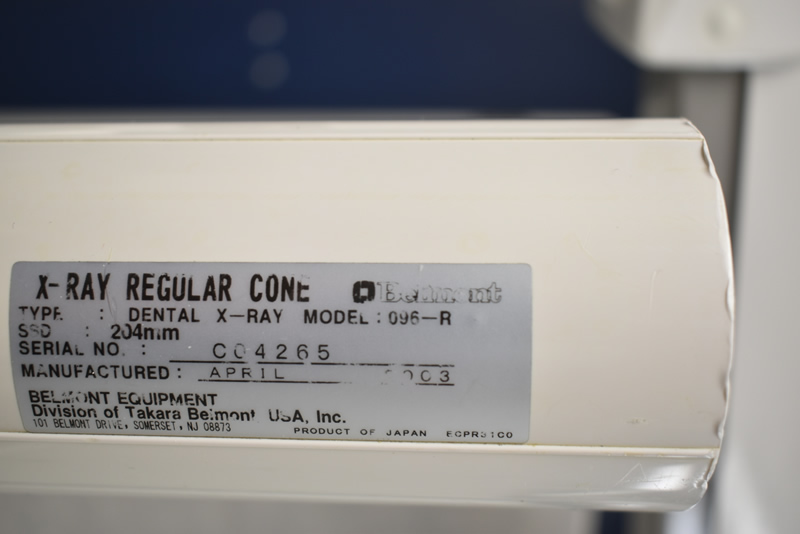 X-RAY REGULAR CONE Belmont
TYPE : DENTAL X-RAY MODEL : 096-R
SSD : 204mm
SERIAL NO. : C04265
MANUFACTURED : APRIL 2003
BELMONT EQUIPMENT
Division of Takara Belmont USA, Inc.
101 BELMONT DRIVE, SOMERSET, NJ 08873
PRODUCT OF JAPAN